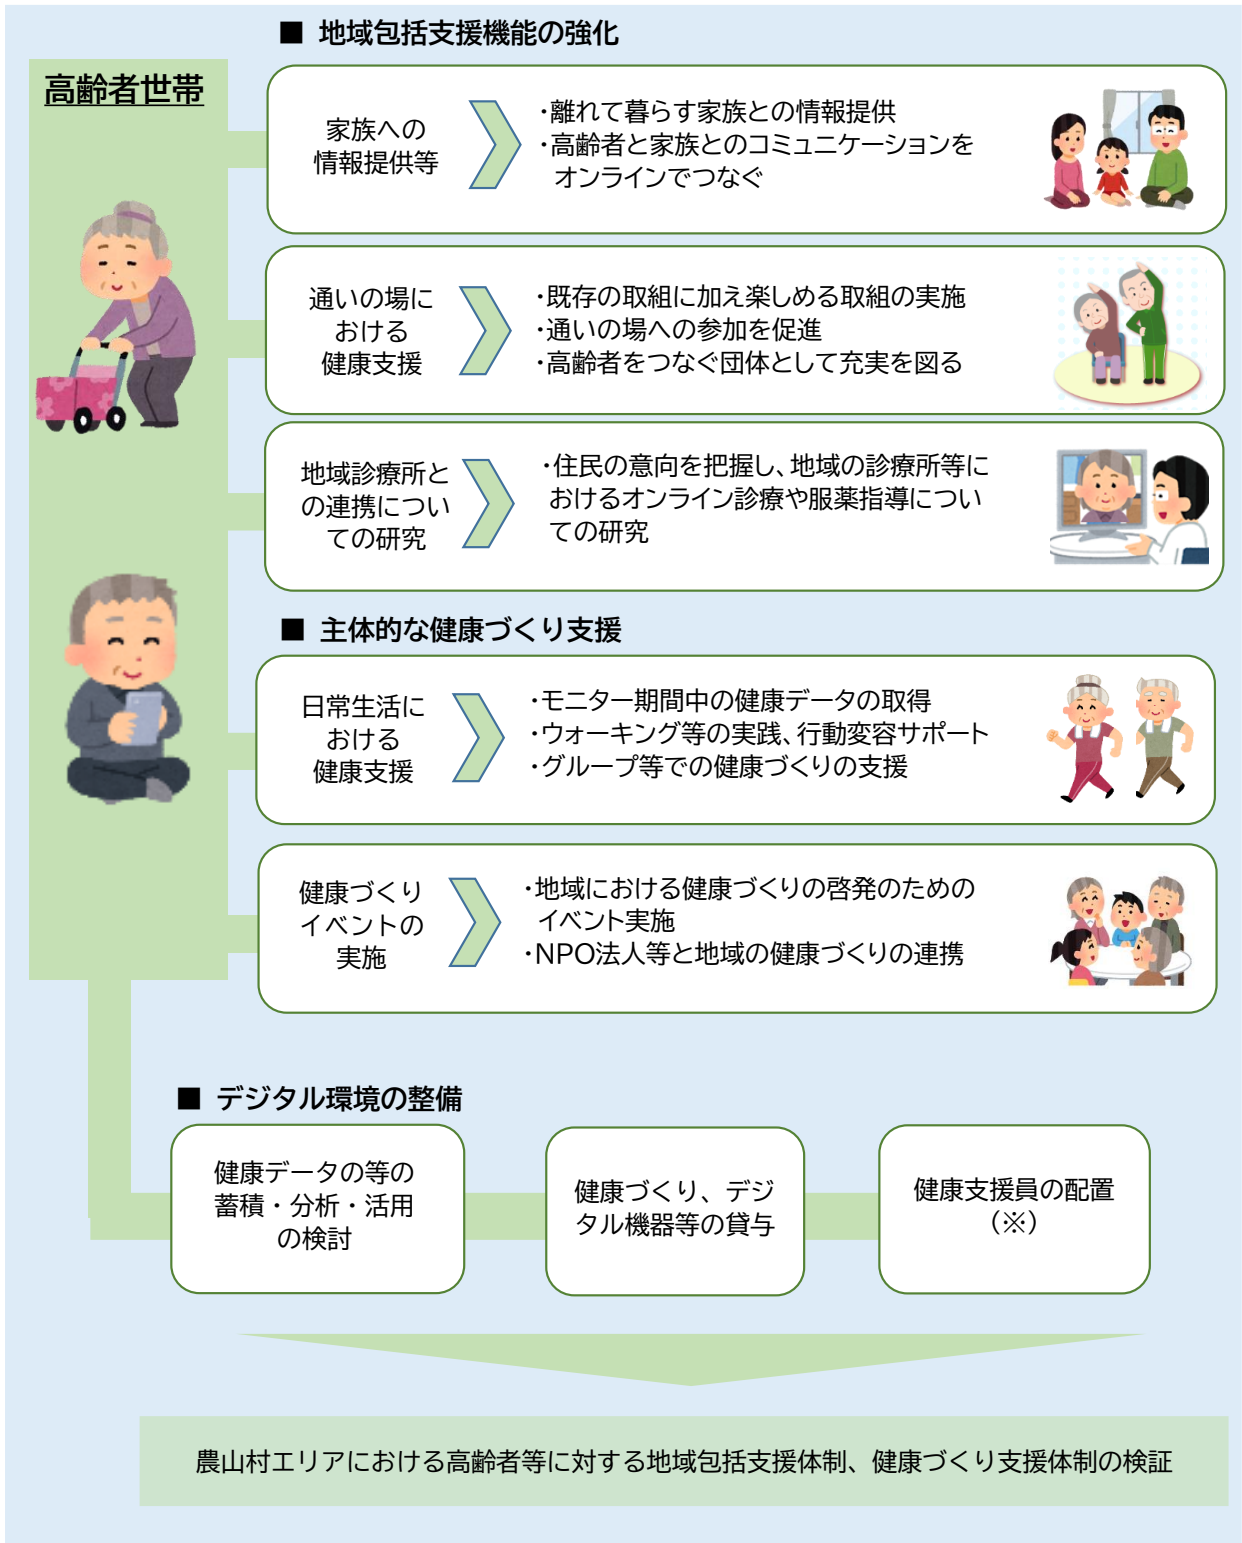 ■ 地域包括支援機能の強化
高齢者世帯
家族への
情報提供等
・離れて暮らす家族との情報提供
・高齢者と家族とのコミュニケーションを
オンラインでつなぐ
通いの場に
おける
健康支援
・既存の取組に加え楽しめる取組の実施
・通いの場への参加を促進
・高齢者をつなぐ団体として充実を図る
地域診療所と
の連携につい
ての研究
・住民の意向を把握し、地域の診療所等に
おけるオンライン診療や服薬指導につい
ての研究
■ 主体的な健康づくり支援
日常生活に
おける
健康支援
・モニター期間中の健康データの取得
・ウォーキング等の実践、行動変容サポート
・グループ等での健康づくりの支援
健康づくり
イベントの
実施
・地域における健康づくりの啓発のための
イベント実施
・NPO法人等と地域の健康づくりの連携
■ デジタル環境の整備
健康データの等の
蓄積・分析・活用
の検討
健康づくり、デジ
タル機器等の貸与
健康支援員の配置
（※）
農山村エリアにおける高齢者等に対する地域包括支援体制、健康づくり支援体制の検証